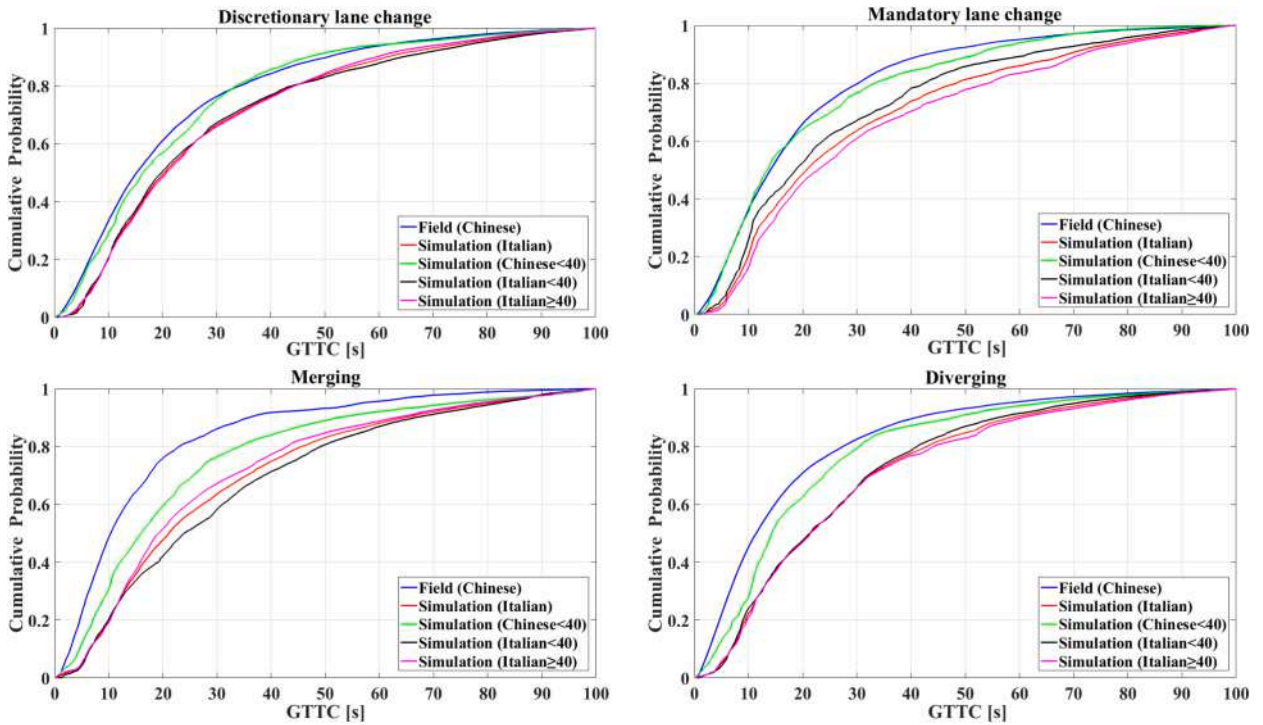 Discretionary lane change
Cumulative Probability
1
0.8
0.6
0.4
0.2
0
Field (Chinese)
Simulation (Italian)
Simulation (Chinese<40)
Simulation (Italian<40)
Simulation (Italian≥40)
0 10 20 30 40 50 60 70 80 90 100
GTTC [s]
Mandatory lane change
Cumulative Probability
1
0.8
0.6
0.4
0.2
0
Field (Chinese)
Simulation (Italian)
Simulation (Chinese<40)
Simulation (Italian<40)
Simulation (Italian≥40)
0 10 20 30 40 50 60 70 80 90 100
GTTC [s]
Merging
Cumulative Probability
1
0.8
0.6
0.4
0.2
0
Field (Chinese)
Simulation (Italian)
Simulation (Chinese<40)
Simulation (Italian<40)
Simulation (Italian≥40)
0 10 20 30 40 50 60 70 80 90 100
GTTC [s]
Diverging
Cumulative Probability
1
0.8
0.6
0.4
0.2
0
Field (Chinese)
Simulation (Italian)
Simulation (Chinese<40)
Simulation (Italian<40)
Simulation (Italian≥40)
0 10 20 30 40 50 60 70 80 90 100
GTTC [s]